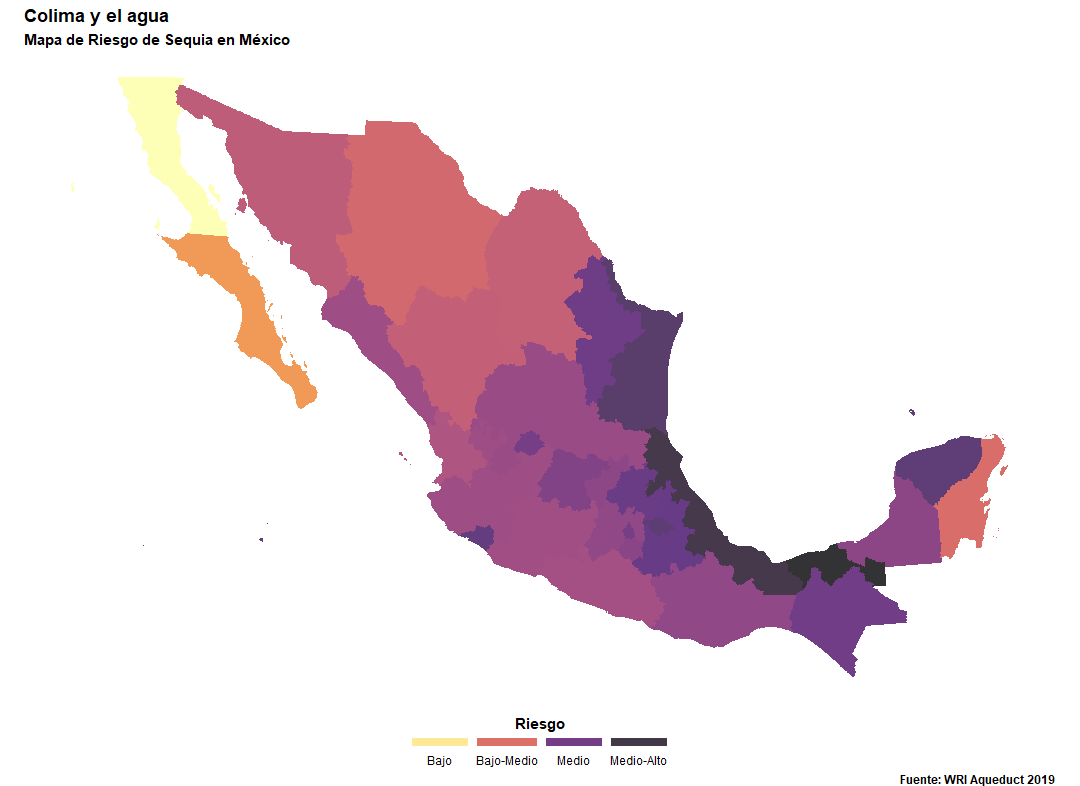 Colima y el agua
Mapa de Riesgo de Sequía en México
Riesgo
Bajo Bajo-Medio Medio Medio-Alto
Fuente: WRI Aqueduct 2019